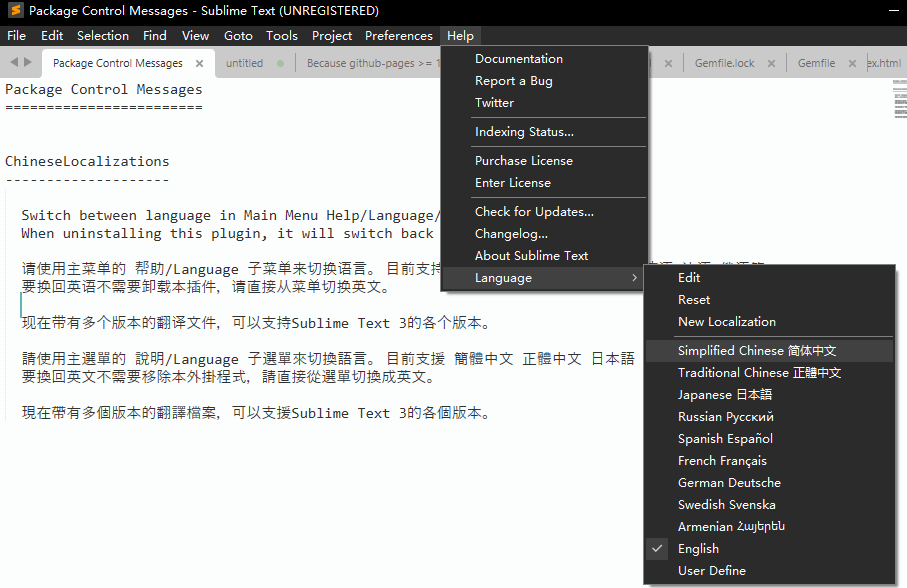 Package Control Messages - Sublime Text (UNREGISTERED)
File Edit Selection Find View Goto Tools Project Preferences Help
Package Control Messages untitled Because github-pages >= Gemfile.lock Gemfile ex.html
Package Control Messages
========================
ChineseLocalizations
--------------------
Switch between language in Main Menu Help/Language/
When uninstalling this plugin, it will switch back
请使用主菜单的 帮助/Language 子菜单来切换语言。目前支持
要换回英语不需要卸载本插件，请直接从菜单切换英文。
现在带有多个版本的翻译文件，可以支持Sublime Text 3的各个版本。
請使用主選單的 說明/Language 子選單來切換語言。目前支援 簡體中文 正體中文 日本語
要換回英文不需要移除本外掛程式，請直接從選單切換成英文。
現在帶有多個版本的翻譯檔案，可以支援Sublime Text 3的各個版本。
Documentation
Report a Bug
Twitter
Indexing Status...
Purchase License
Enter License
Check for Updates...
Changelog...
About Sublime Text
Language
Edit
Reset
New Localization
Simplified Chinese 简体中文
Traditional Chinese 正體中文
Japanese 日本語
Russian Русский
Spanish Español
French Français
German Deutsche
Swedish Svenska
Armenian Հայերեն
English
User Define